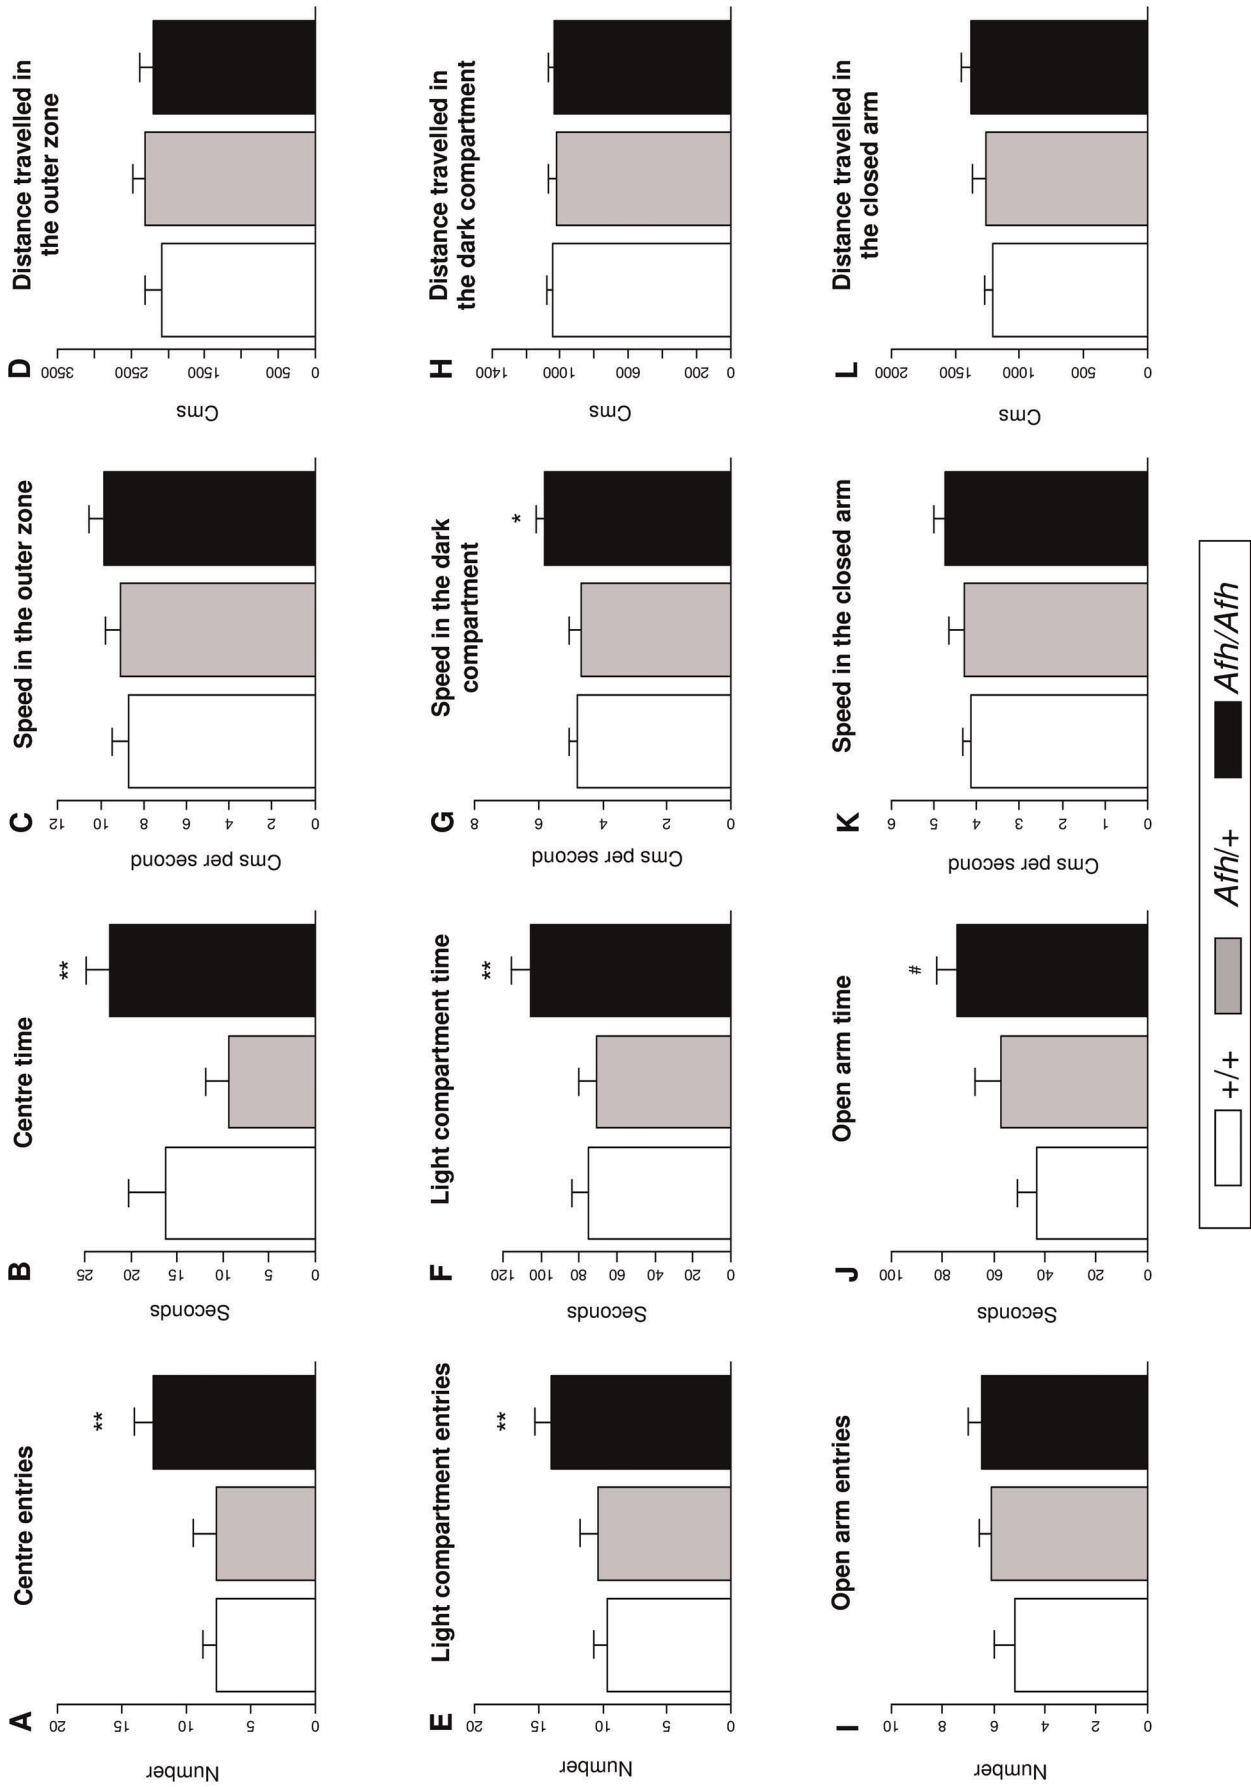 A Centre entries
Number
20
15
10
5
0
**
B Centre time
Seconds
25
20
15
10
5
0
**
C Speed in the outer zone
Cms per second
12
10
8
6
4
2
0
D Distance travelled in
the outer zone
Cms
3500
2500
1500
500
0
E Light compartment entries
Number
20
15
10
5
0
**
F Light compartment time
Seconds
120
100
80
60
40
20
0
**
G Speed in the dark
compartment
Cms per second
8
6
4
2
0
*
H Distance travelled in
the dark compartment
Cms
1400
1000
600
200
0
I Open arm entries
Number
10
8
6
4
2
0
J Open arm time
Seconds
100
80
60
40
20
0
#
K Speed in the closed arm
Cms per second
6
5
4
3
2
1
0
L Distance travelled in
the closed arm
Cms
2000
1500
1000
500
0
+/+ Afh/+ Afh/Afh